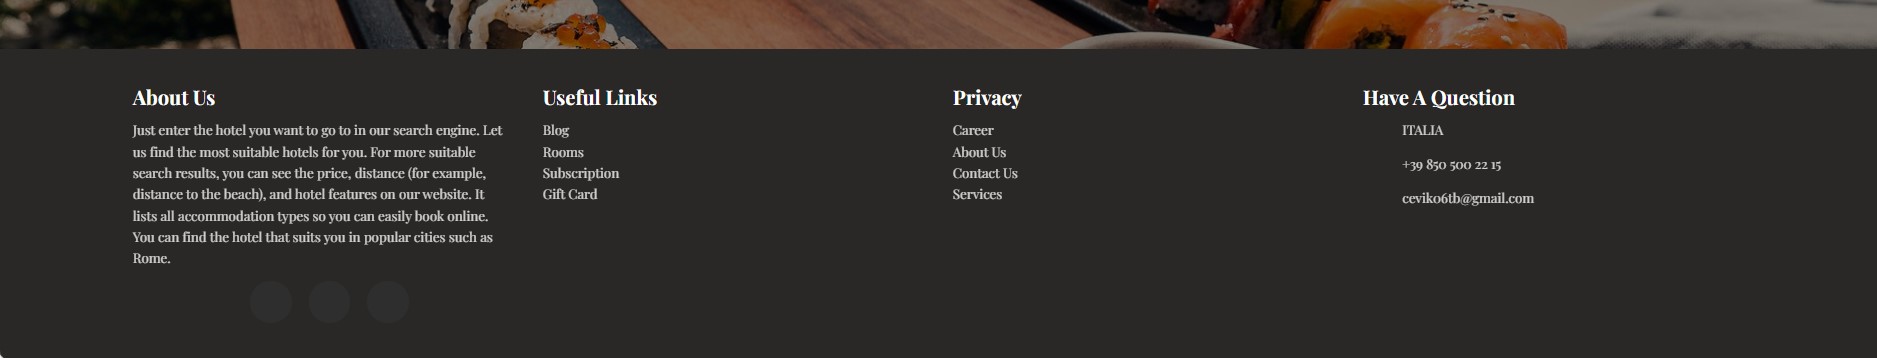 About Us
Just enter the hotel you want to go to in our search engine. Let
us find the most suitable hotels for you. For more suitable
search results, you can see the price, distance (for example,
distance to the beach), and hotel features on our website. It
lists all accommodation types so you can easily book online.
You can find the hotel that suits you in popular cities such as
Rome.
Useful Links
Blog
Rooms
Subscription
Gift Card
Privacy
Career
About Us
Contact Us
Services
Have A Question
ITALIA
+39 850 500 22 15
cevik06tb@gmail.com